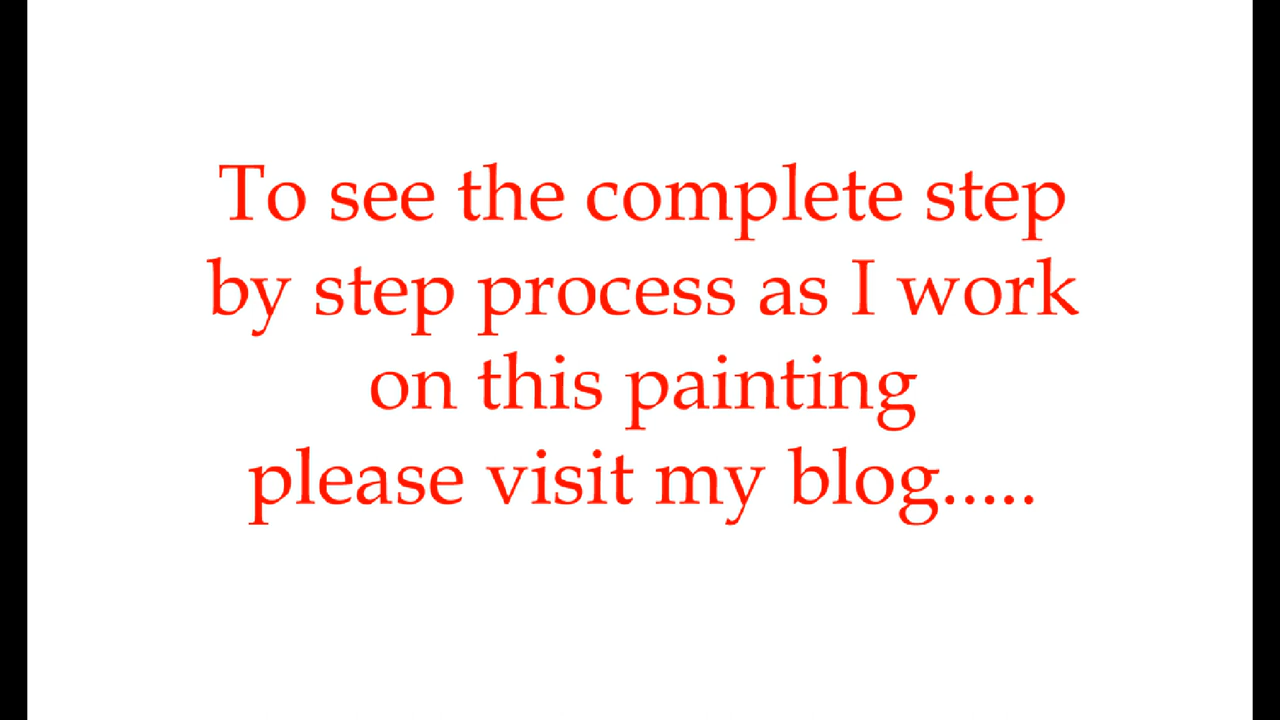 To see the complete step
by step process as I work
on this painting
please visit my blog.....